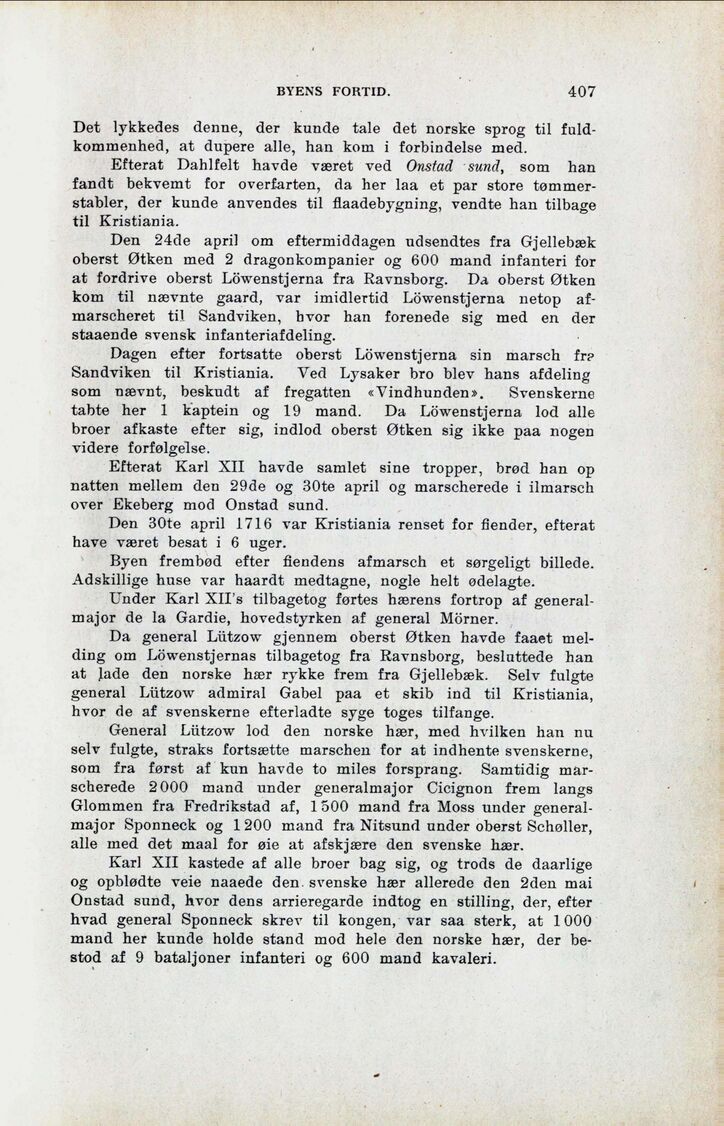 BYENS FORTID. 407
Det lykkedes denne, der kunde tale det norske sprog til fuld-
kommenhed, at dupere alle, han kom i forbindelse med.
Efterat Dahlfelt havde været ved Onstad sund, som han
fandt bekvemt for overfarten, da her laa et par store tømmer-
stabler, der kunde anvendes til flaadebygning, vendte han tilbage
til Kristiania.
Den 24de april om eftermiddagen udsendtes fra Gjellebæk
oberst Øtken med 2 dragonkompanier og 600 mand infanteri for
at fordrive oberst Löwenstjerna fra Ravnsborg. Da oberst Øtken
kom til nævnte gaard, var imidlertid Löwenstjerna netop af-
marscheret til Sandviken, hvor han forenede sig med en der
staaende svensk infanteriafdeling.
Dagen efter fortsatte oberst Löwenstjerna sin marsch fra
Sandviken til Kristiania. Ved Lysaker bro blev hans afdeling
som nævnt, beskudt af fregatten «Vindhunden». Svenskerne
tabte her 1 kaptein og 19 mand. Da Löwenstjerna lod alle
broer afkaste efter sig, indlod oberst Øtken sig ikke paa nogen
videre forfølgelse.
Efterat Karl XII havde samlet sine tropper, brød han op
natten mellem den 29de og 30te april og marscherede i ilmarsch
over Ekeberg mod Onstad sund.
Den 30te april 1716 var Kristiania renset for fiender, efterat
have været besat i 6 uger.
Byen frembød efter fiendens afmarsch et sørgeligt billede.
Adskillige huse var haardt medtagne, nogle helt ødelagte.
Under Karl XII's tilbagetog førtes hærens fortrop af general-
major de la Gardie, hovedstyrken af general Mörner.
Da general Lützow gjennem oberst Øtken havde faaet mel-
ding om Löwenstjernas tilbagetog fra Ravnsborg, besluttede han
at lade den norske hær rykke frem fra Gjellebæk. Selv fulgte
general Lützow admiral Gabel paa et skib ind til Kristiania,
hvor de af svenskerne efterladte syge toges tilfange.
General Lützow lod den norske hær, med hvilken han nu
selv fulgte, straks fortsætte marschen for at indhente svenskerne,
som fra først af kun havde to miles forsprang. Samtidig mar-
scherede 2000 mand under generalmajor Cicignon frem langs
Glommen fra Fredrikstad af, 1500 mand fra Moss under general-
major Sponneck og 1200 mand fra Nitsund under oberst Schøller,
alle med det maal for øie at afskjære den svenske hær.
Karl XII kastede af alle broer bag sig, og trods de daarlige
og opblødte veie naaede den svenske hær allerede den 2den mai
Onstad sund, hvor dens arrieregarde indtog en stilling, der, efter
hvad general Sponneck skrev til kongen, var saa sterk, at 1000
mand her kunde holde stand mod hele den norske hær, der be-
stod af 9 bataljoner infanteri og 600 mand kavaleri.